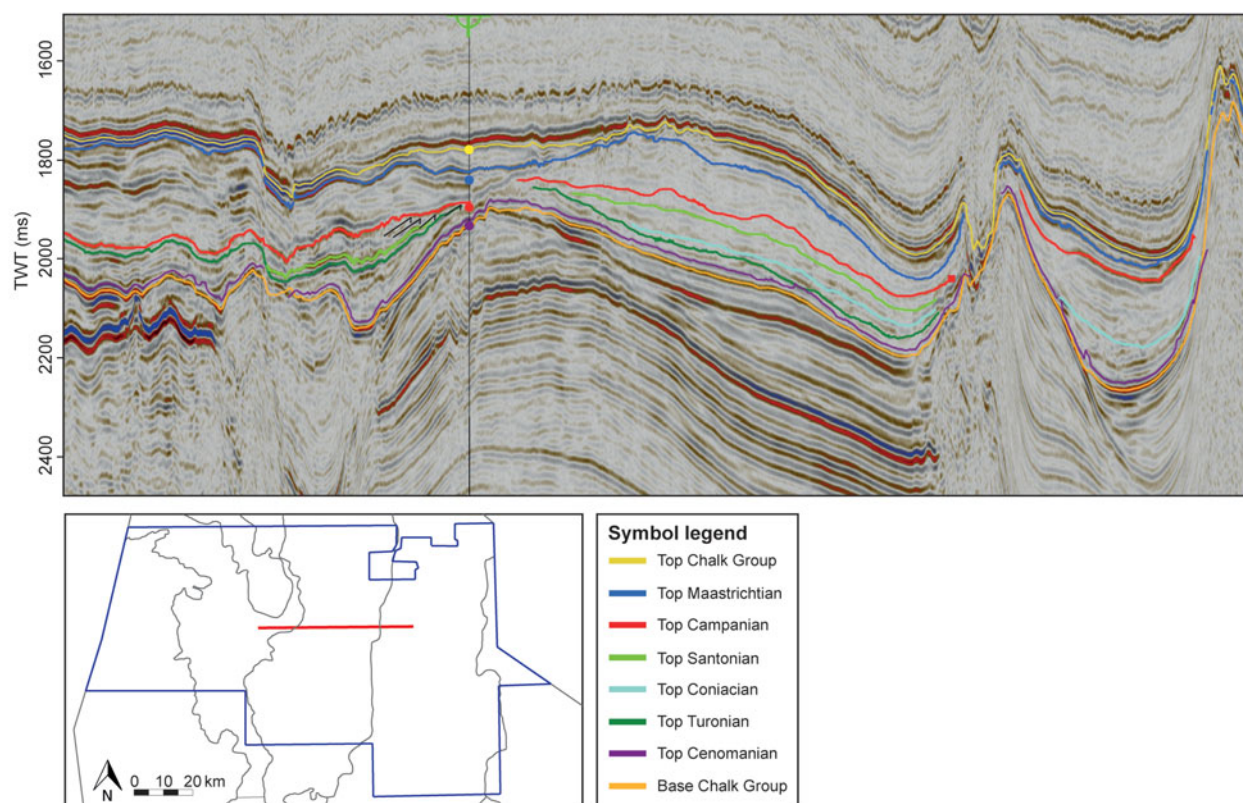 1600
1800
2000
2200
2400
TWT (ms)
N
0 10 20 km
Symbol legend
Top Chalk Group
Top Maastrichtian
Top Campanian
Top Santonian
Top Coniacian
Top Turonian
Top Cenomanian
Base Chalk Group